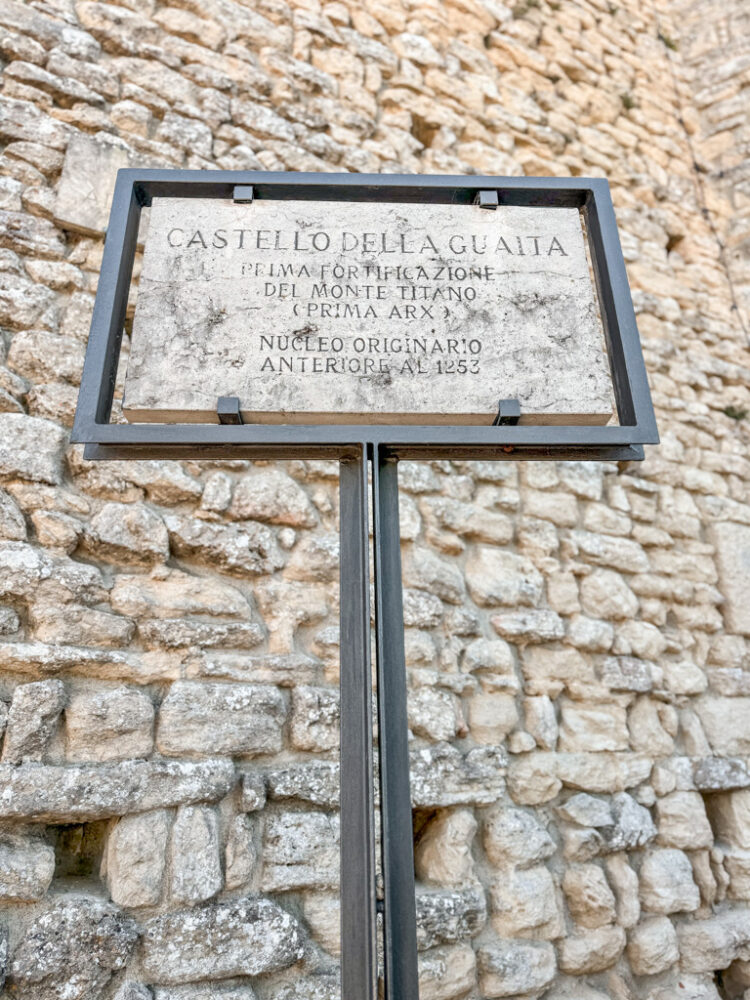 CASTELLO DELLA GUAITA
PRIMA FORTIFICAZIONE
DEL MONTE TITANO
(PRIMA ARX)
NUCLEO ORIGINARIO
ANTERIORE AL 1253